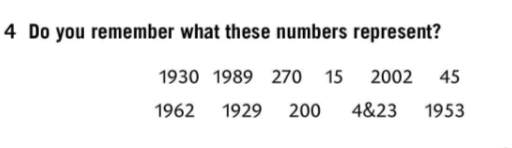 4 Do you remember what these numbers represent?
1930 1989 270 15 2002 45
1962 1929 200 4&23 1953